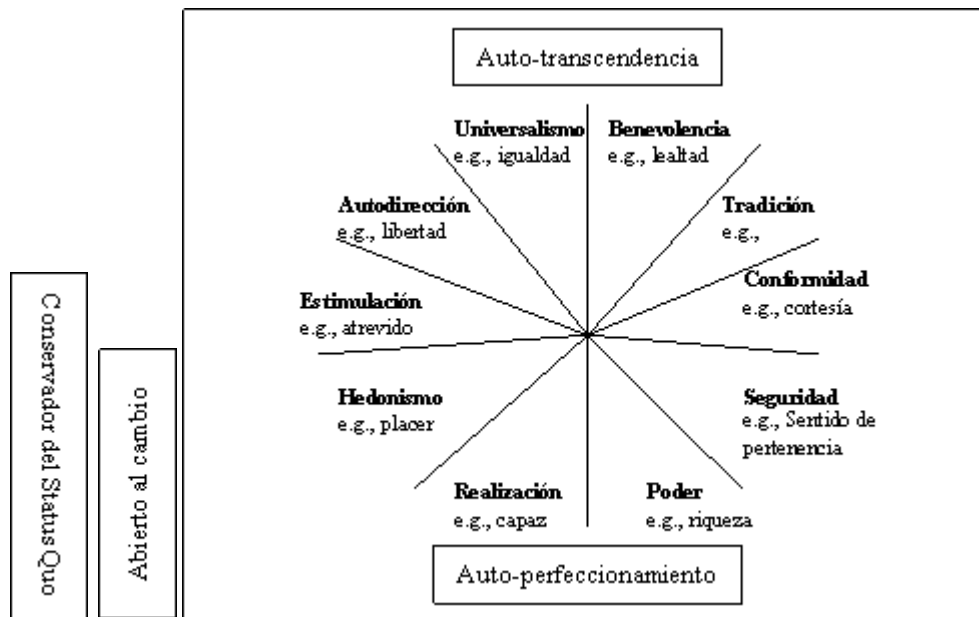 Auto-transcendencia
Universalismo
e.g., igualdad
Benevolencia
e.g., lealtad
Autodirección
e.g., libertad
Tradición
e.g.,
Estimulación
e.g., atrevido
Conformidad
e.g., cortesía
Hedonismo
e.g., placer
Seguridad
e.g., Sentido de
pertenencia
Realización
e.g., capaz
Poder
e.g., riqueza
Auto-perfeccionamiento
Conservador del Status Quo
Abierto al cambio